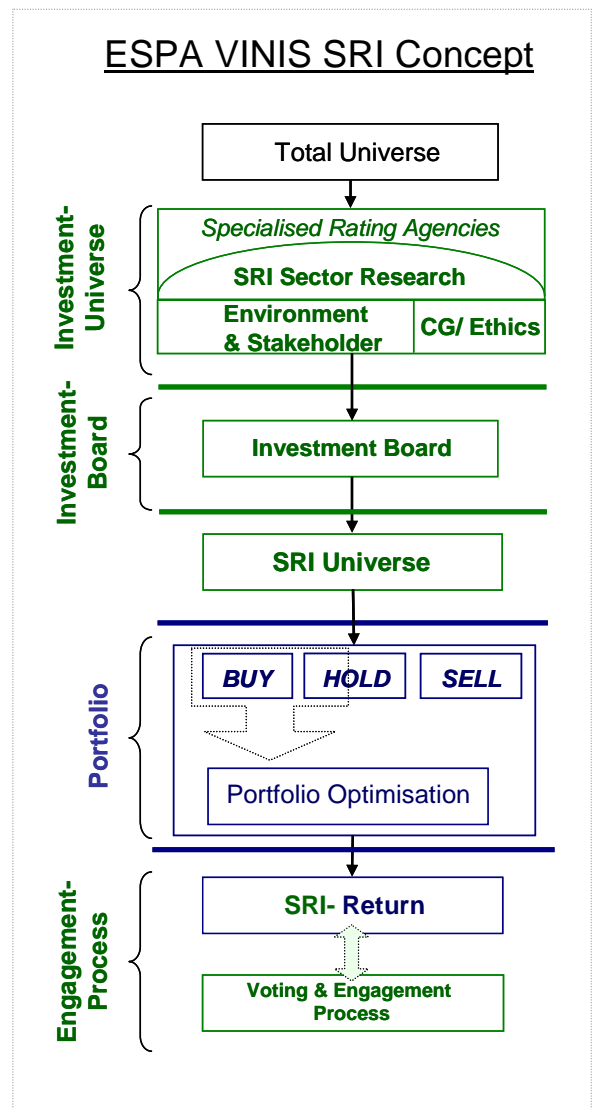 ESPA VINIS SRI Concept
Total Universe
Investment-
Universe
Specialised Rating Agencies
SRI Sector Research
Environment
& Stakeholder
CG/ Ethics
Investment-
Board
Investment Board
SRI Universe
Portfolio
BUY
HOLD
SELL
Portfolio Optimisation
Engagement-
Process
SRI- Return
Voting & Engagement
Process